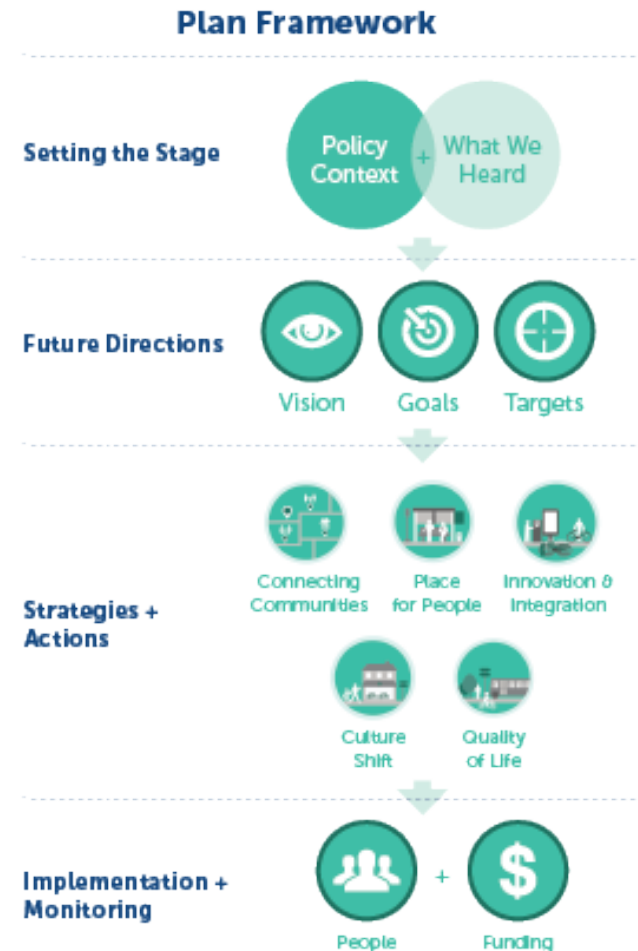 Plan Framework
Setting the Stage
Policy
Context
+
What We
Heard
Future Directions
Vision
Goals
Targets
Strategies +
Actions
Connecting
Communities
Place
for People
Innovation &
Integration
Culture
Shift
Quality
of Life
Implementation +
Monitoring
+
$
People
Funding